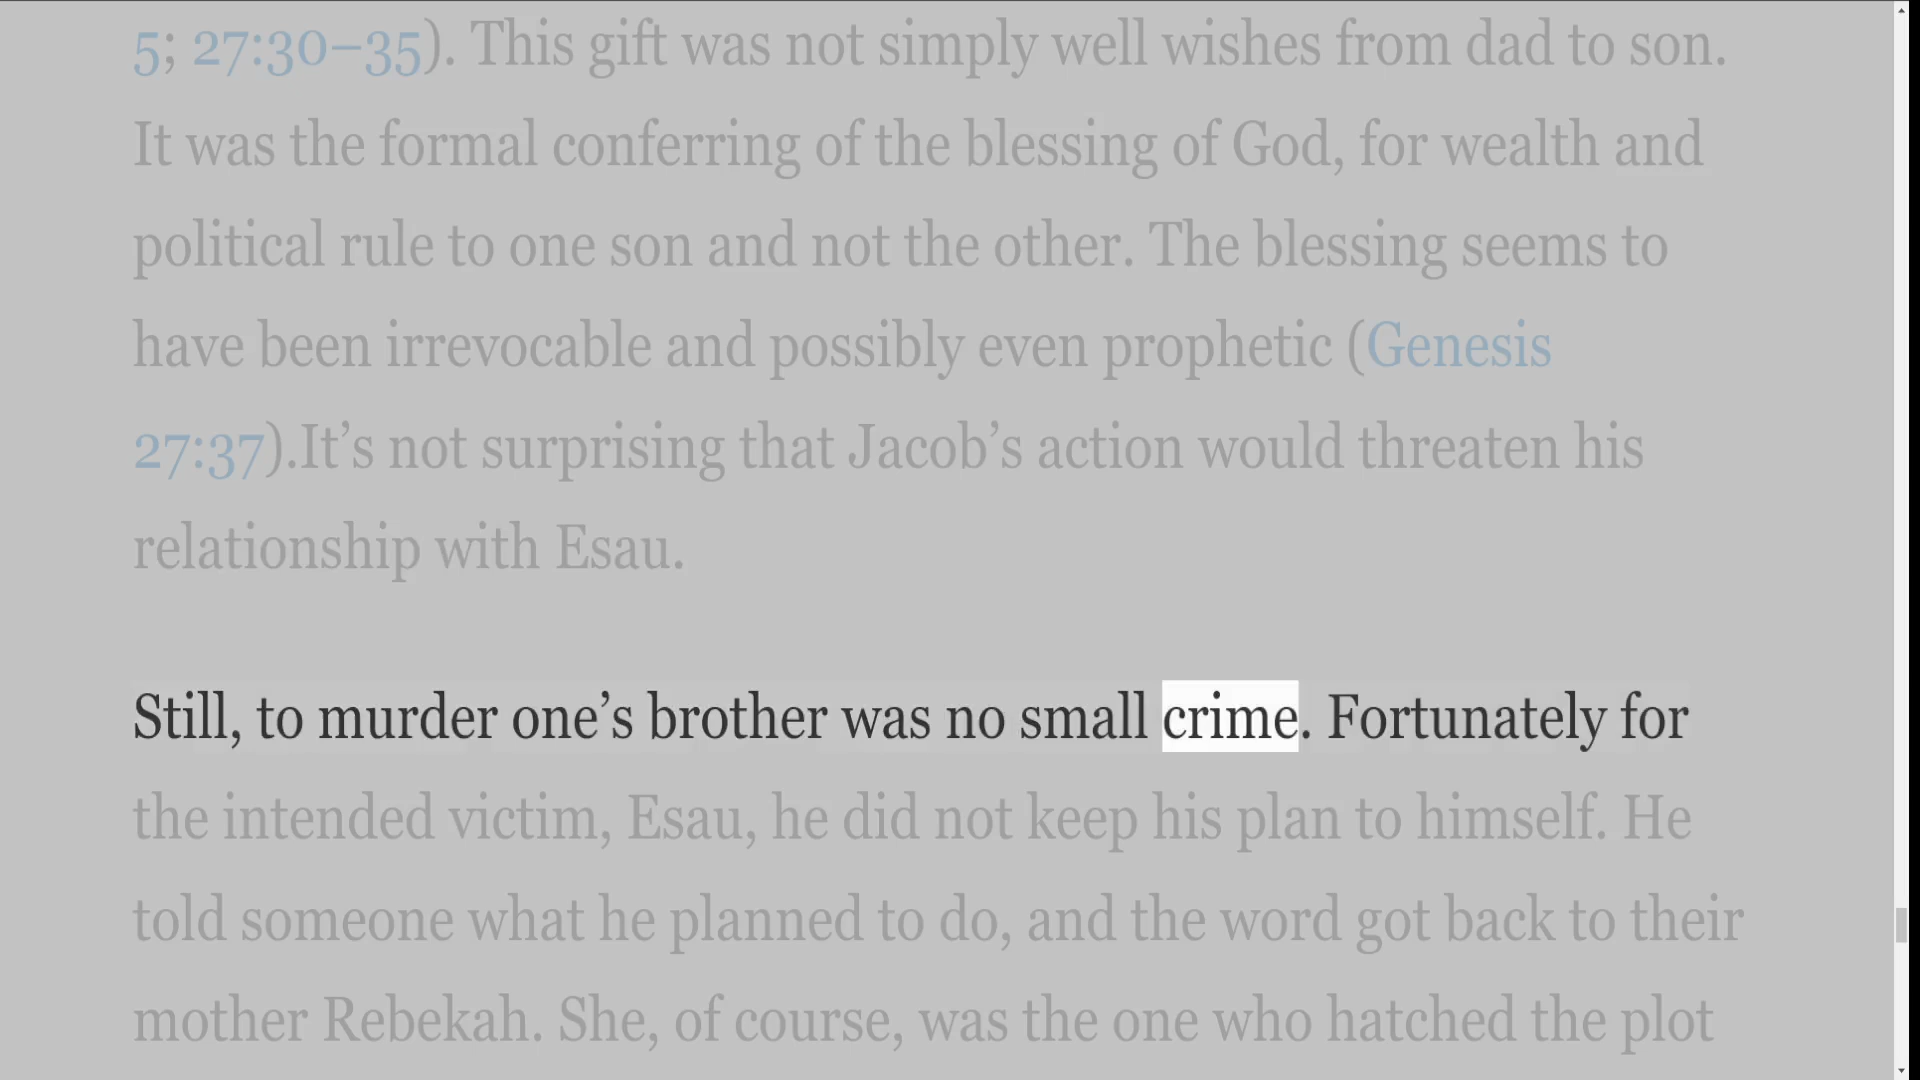 5; 27:30–35). This gift was not simply well wishes from dad to son.
It was the formal conferring of the blessing of God, for wealth and
political rule to one son and not the other. The blessing seems to
have been irrevocable and possibly even prophetic (Genesis
27:37).It’s not surprising that Jacob’s action would threaten his
relationship with Esau.
Still, to murder one’s brother was no small crime. Fortunately for
the intended victim, Esau, he did not keep his plan to himself. He
told someone what he planned to do, and the word got back to their
mother Rebekah. She, of course, was the one who hatched the plot